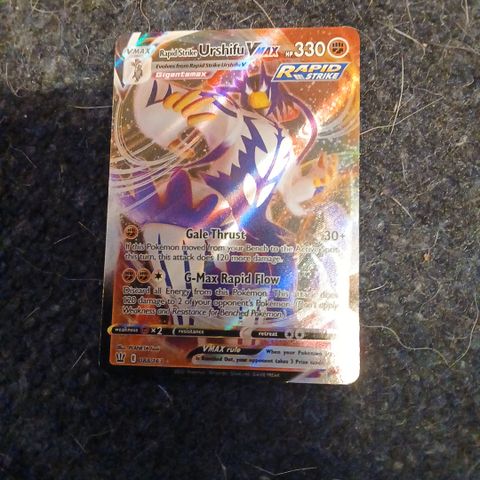 VMAX Rapid Strike Urshifu VMAX HP 330
Evolves from Rapid Strike Urshifu V
Gigantamax
RAPID
STRIKE
Gale Thrust 30+
If this Pokémon moved from your Bench to the Active Spot
this turn, this attack does 120 more damage.
G-Max Rapid Flow
Discard all Energy from this Pokémon. This attack does
120 damage to 2 of your opponent's Pokémon. (Don't apply
Weakness and Resistance for Benched Pokémon.)
weakness ×2 resistance retreat
VMAX rule
When your Pokémon
is Knocked Out, your opponent takes 3 Prize